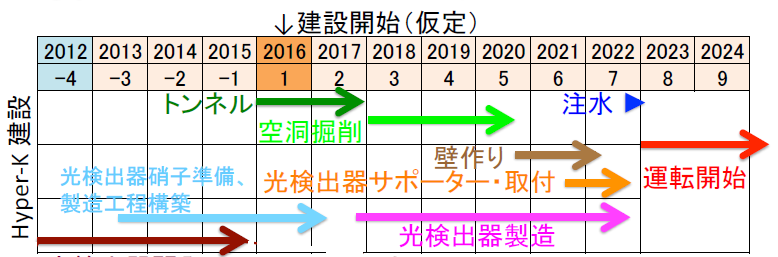 ↓建設開始(仮定)
2012 2013 2014 2015 2016 2017 2018 2019 2020 2021 2022 2023 2024
-4 -3 -2 -1 1 2 3 4 5 6 7 8 9
Hyper-K 建設
トンネル
注水
空洞掘削
壁作り
光検出器硝子準備、
製造工程構築
光検出器サポーター・取付
運転開始
光検出器製造